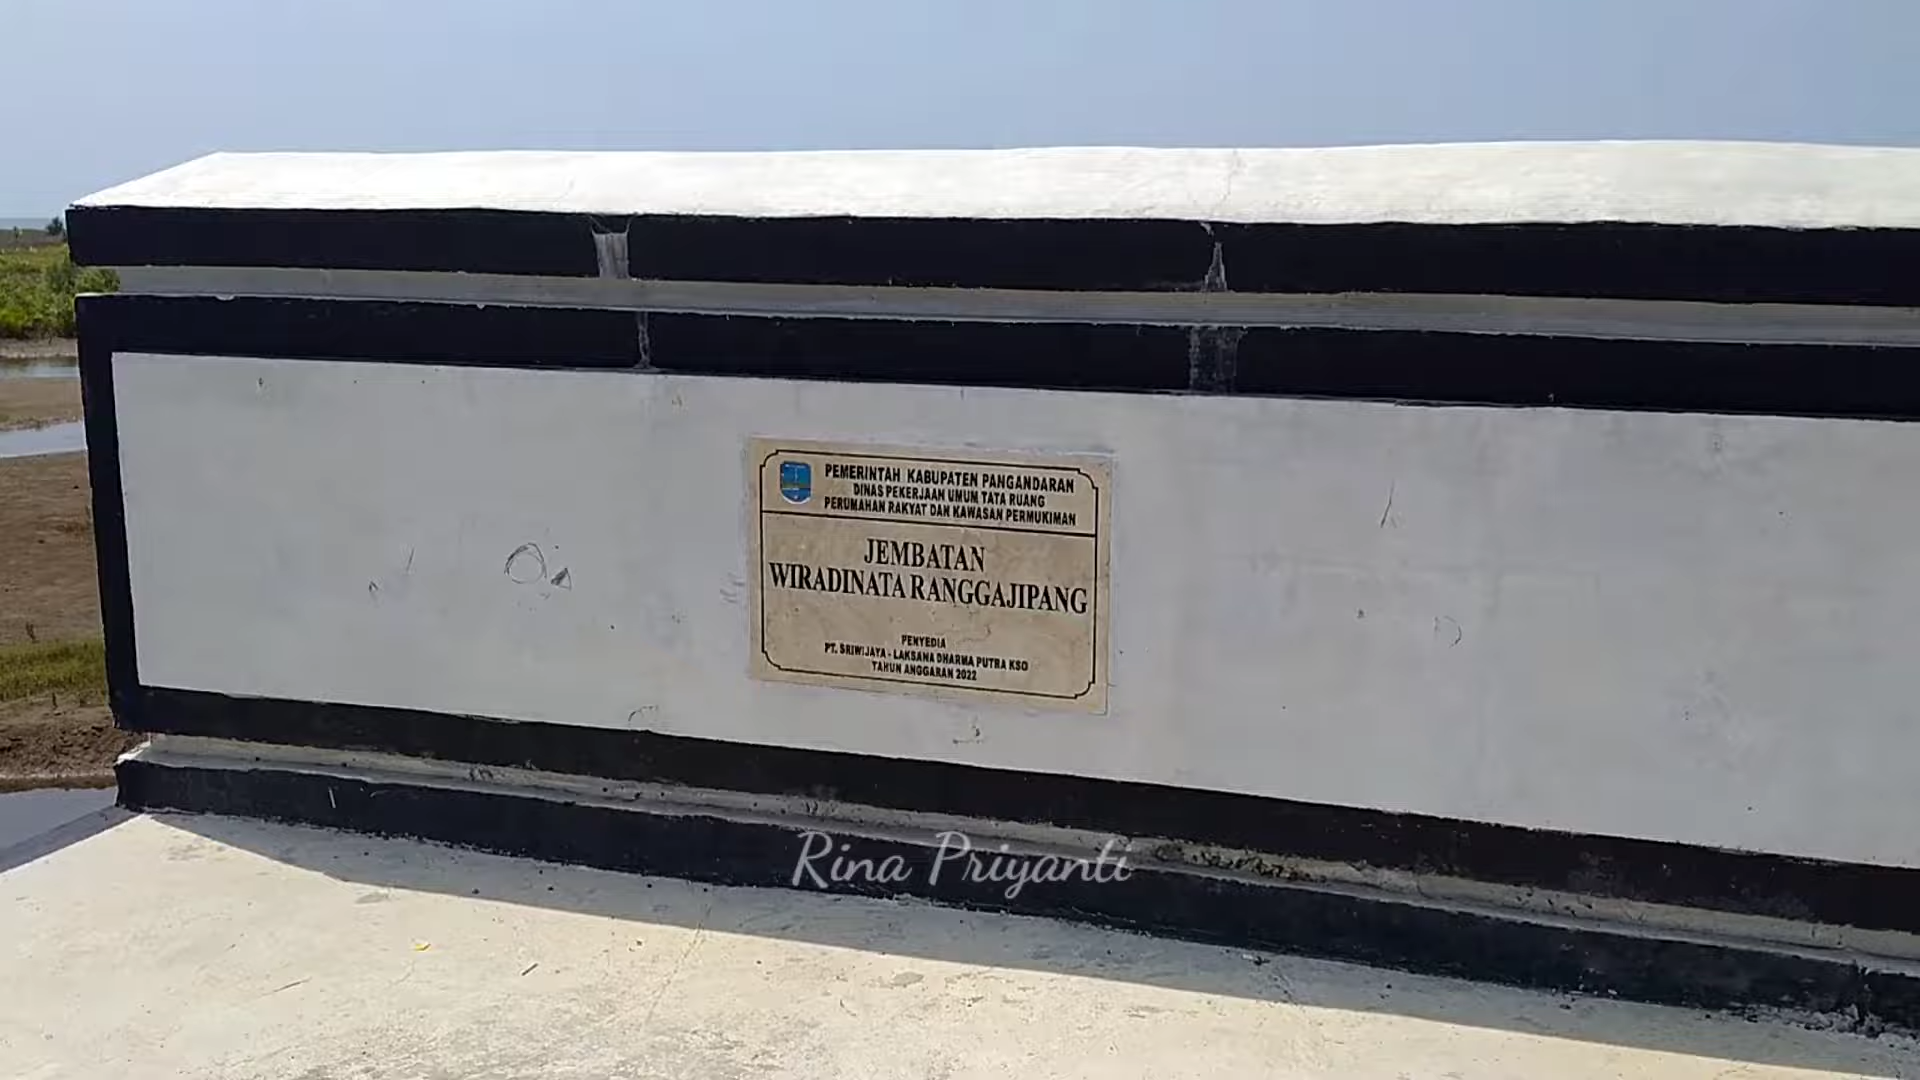 PEMERINTAH KABUPATEN PANGANDARAN
DINAS PEKERJAAN UMUM TATA RUANG
PERUMAHAN RAKYAT DAN KAWASAN PERMUKIMAN
JEMBATAN
WIRADINATA RANGGAJIPANG
PENYEDIA
PT. SRIWIJAYA - LAKSANA DHARMA PUTRA KSO
TAHUN ANGGARAN 2022
Rina Priyanti